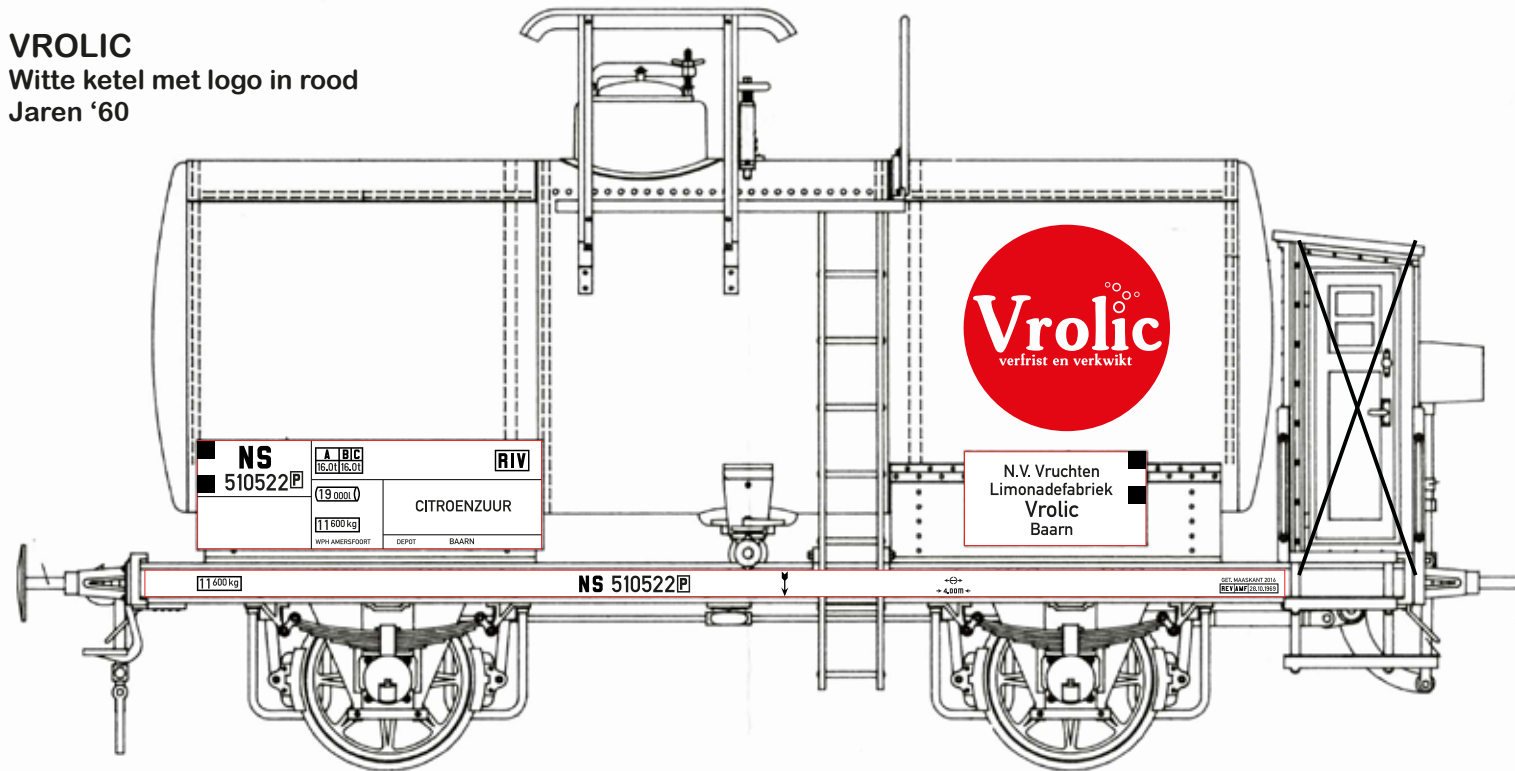 VROLIC
Witte ketel met logo in rood
Jaren ‘60
Vrolic
verfrist en verkwikt
NS
510522 P
A B C
16.0t 16.0t
RIV
19 000l
11 600 kg
CITROENZUUR
WPH AMERSFOORT
DEPOT BAARN
N.V. Vruchten
Limonadefabriek
Vrolic
Baarn
11 600 kg
NS 510522 P
4.00m
GET. MAASKANT 2016
REV AMF 28.10.1969